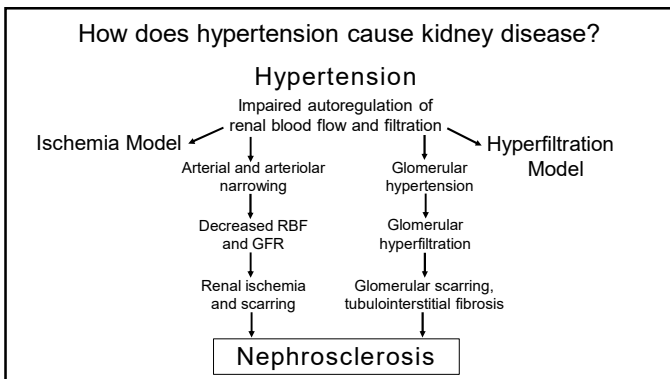 How does hypertension cause kidney disease?
Hypertension
Impaired autoregulation of
renal blood flow and filtration
Ischemia Model
Hyperfiltration
Model
Arterial and arteriolar
narrowing
Decreased RBF
and GFR
Renal ischemia
and scarring
Glomerular
hypertension
Glomerular
hyperfiltration
Glomerular scarring,
tubulointerstitial fibrosis
Nephrosclerosis